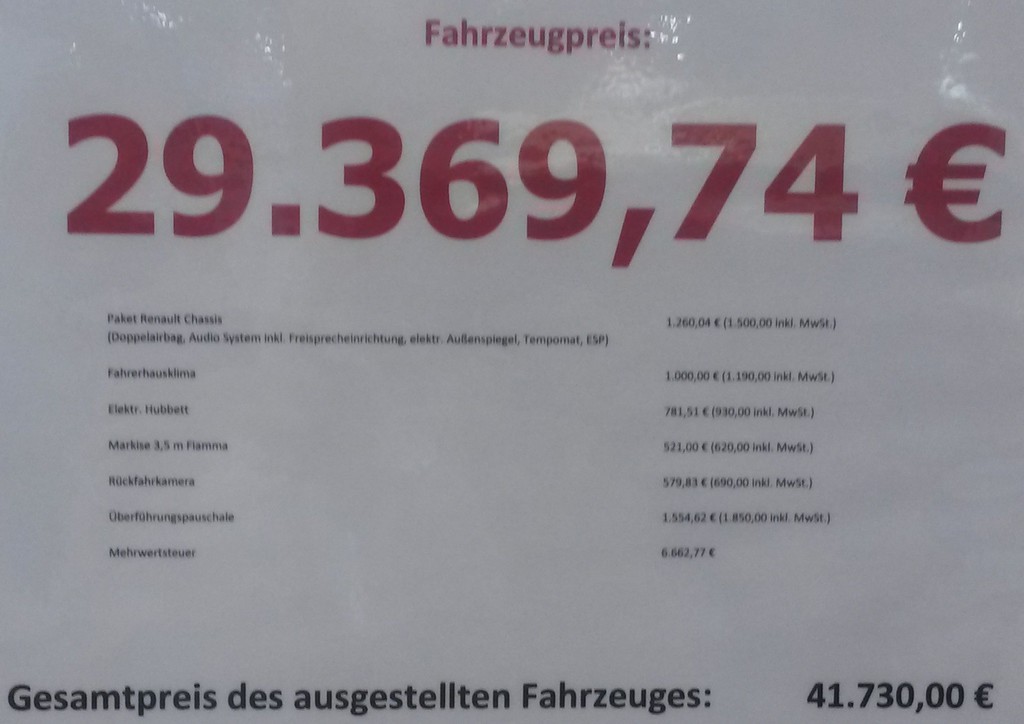 Fahrzeugpreis:
29.369,74 €
Paket Renault Chassis
(Doppelairbag, Audio System inkl. Freisprecheinrichtung, elektr. Außenspiegel, Tempomat, ESP) 1.260,04 € (1.500,00 inkl. MwSt.)
Fahrerhausklima 1.000,00 € (1.190,00 inkl. MwSt.)
Elektr. Hubbett 781,51 € (930,00 inkl. MwSt.)
Markise 3,5 m Fiamma 521,00 € (620,00 inkl. MwSt.)
Rückfahrkamera 579,83 € (690,00 inkl. MwSt.)
Überführungspauschale 1.554,62 € (1.850,00 inkl. MwSt.)
Mehrwertsteuer 6.662,77 €
Gesamtpreis des ausgestellten Fahrzeuges: 41.730,00 €